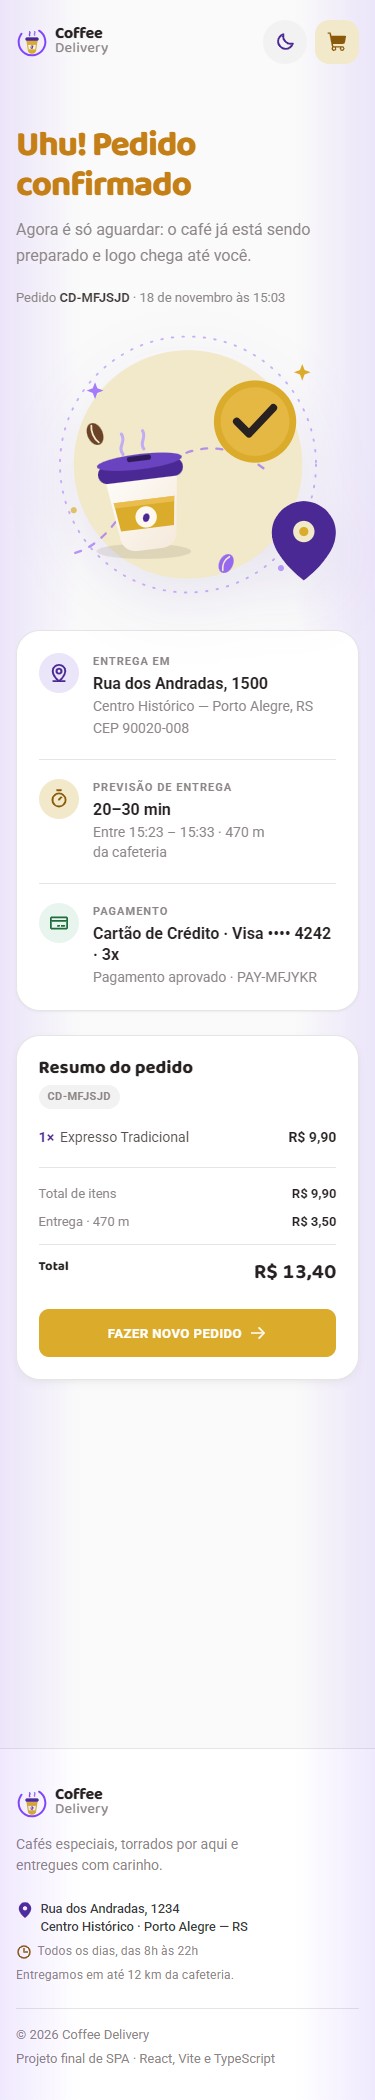 Coffee
Delivery
Uhu! Pedido
confirmado
Agora é só aguardar: o café já está sendo
preparado e logo chega até você.
Pedido CD-MFJSJD · 18 de novembro às 15:03
ENTREGA EM
Rua dos Andradas, 1500
Centro Histórico — Porto Alegre, RS
CEP 90020-008
PREVISÃO DE ENTREGA
20–30 min
Entre 15:23 – 15:33 · 470 m
da cafeteria
PAGAMENTO
Cartão de Crédito · Visa •••• 4242
· 3x
Pagamento aprovado · PAY-MFJYKR
Resumo do pedido
CD-MFJSJD
1× Expresso Tradicional R$ 9,90
Total de itens R$ 9,90
Entrega · 470 m R$ 3,50
Total R$ 13,40
FAZER NOVO PEDIDO →
Coffee
Delivery
Cafés especiais, torrados por aqui e
entregues com carinho.
Rua dos Andradas, 1234
Centro Histórico · Porto Alegre — RS
Todos os dias, das 8h às 22h
Entregamos em até 12 km da cafeteria.
© 2026 Coffee Delivery
Projeto final de SPA · React, Vite e TypeScript